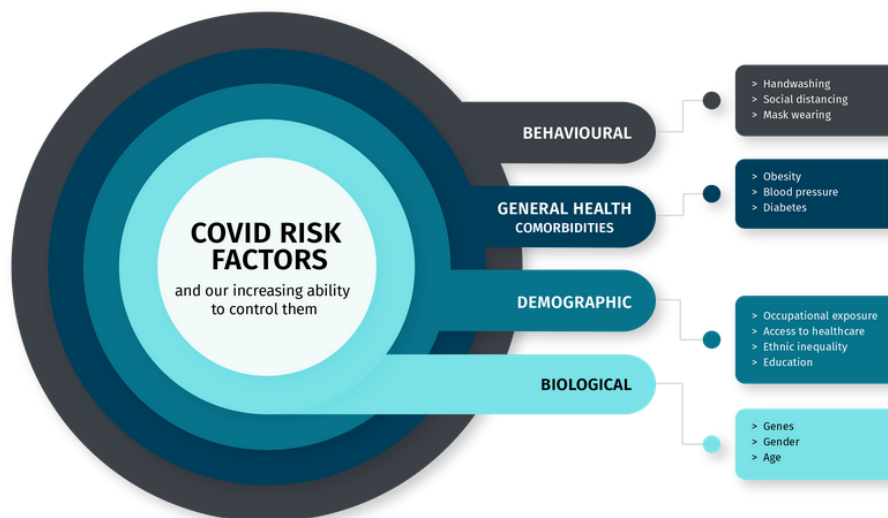 COVID RISK
FACTORS
and our increasing ability
to control them
BEHAVIOURAL
> Handwashing
> Social distancing
> Mask wearing
GENERAL HEALTH
COMORBIDITIES
> Obesity
> Blood pressure
> Diabetes
DEMOGRAPHIC
> Occupational exposure
> Access to healthcare
> Ethnic inequality
> Education
BIOLOGICAL
> Genes
> Gender
> Age